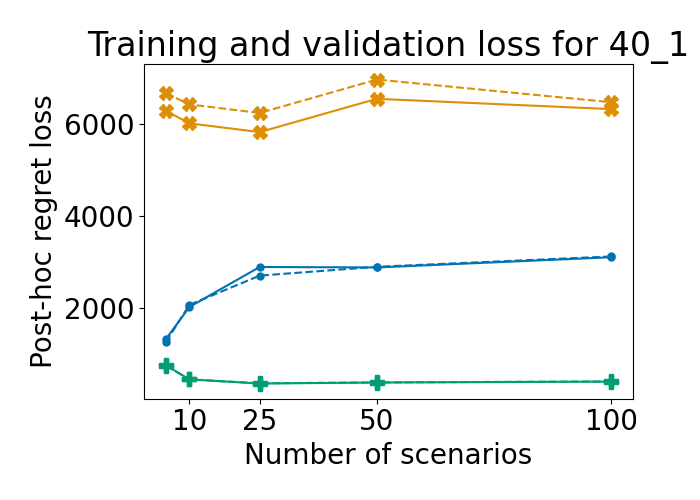 Training and validation loss for 40_1
Post-hoc regret loss
6000
4000
2000
10 25 50 100
Number of scenarios